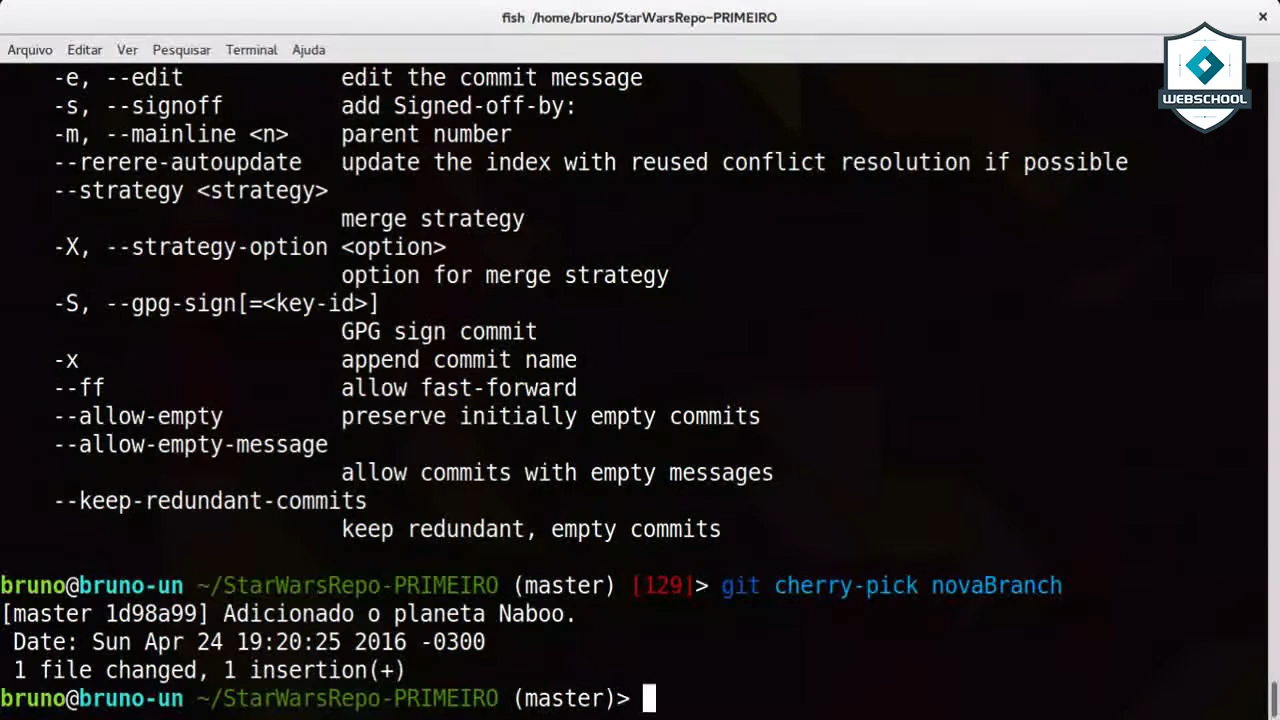 fish /home/bruno/StarWarsRepo-PRIMEIRO
Arquivo Editar Ver Pesquisar Terminal Ajuda
WEBSCHOOL
-e, --edit edit the commit message
-s, --signoff add Signed-off-by:
-m, --mainline <n> parent number
--rerere-autoupdate update the index with reused conflict resolution if possible
--strategy <strategy>
merge strategy
-X, --strategy-option <option>
option for merge strategy
-S, --gpg-sign[=<key-id>]
GPG sign commit
-x append commit name
--ff allow fast-forward
--allow-empty preserve initially empty commits
--allow-empty-message
allow commits with empty messages
--keep-redundant-commits
keep redundant, empty commits
bruno@bruno-un ~/StarWarsRepo-PRIMEIRO (master) [129]> git cherry-pick novaBranch
[master 1d98a99] Adicionado o planeta Naboo.
Date: Sun Apr 24 19:20:25 2016 -0300
1 file changed, 1 insertion(+)
bruno@bruno-un ~/StarWarsRepo-PRIMEIRO (master)>